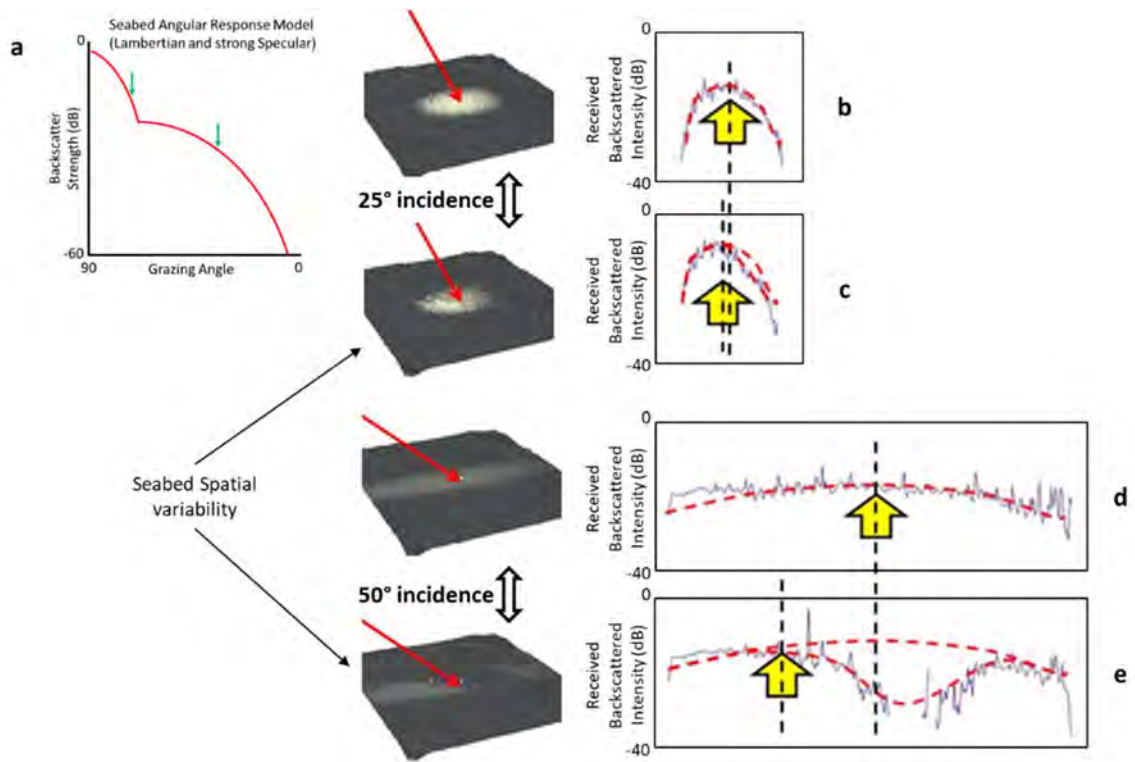 a
Seabed Angular Response Model
(Lambertian and strong Specular)
0
Backscatter
Strength (dB)
-60
90
Grazing Angle
0
25° incidence
Seabed Spatial
variability
50° incidence
0
Received
Backscattered
Intensity (dB)
-40
b
0
Received
Backscattered
Intensity (dB)
-40
c
0
Received
Backscattered
Intensity (dB)
-40
d
0
Received
Backscattered
Intensity (dB)
-40
e